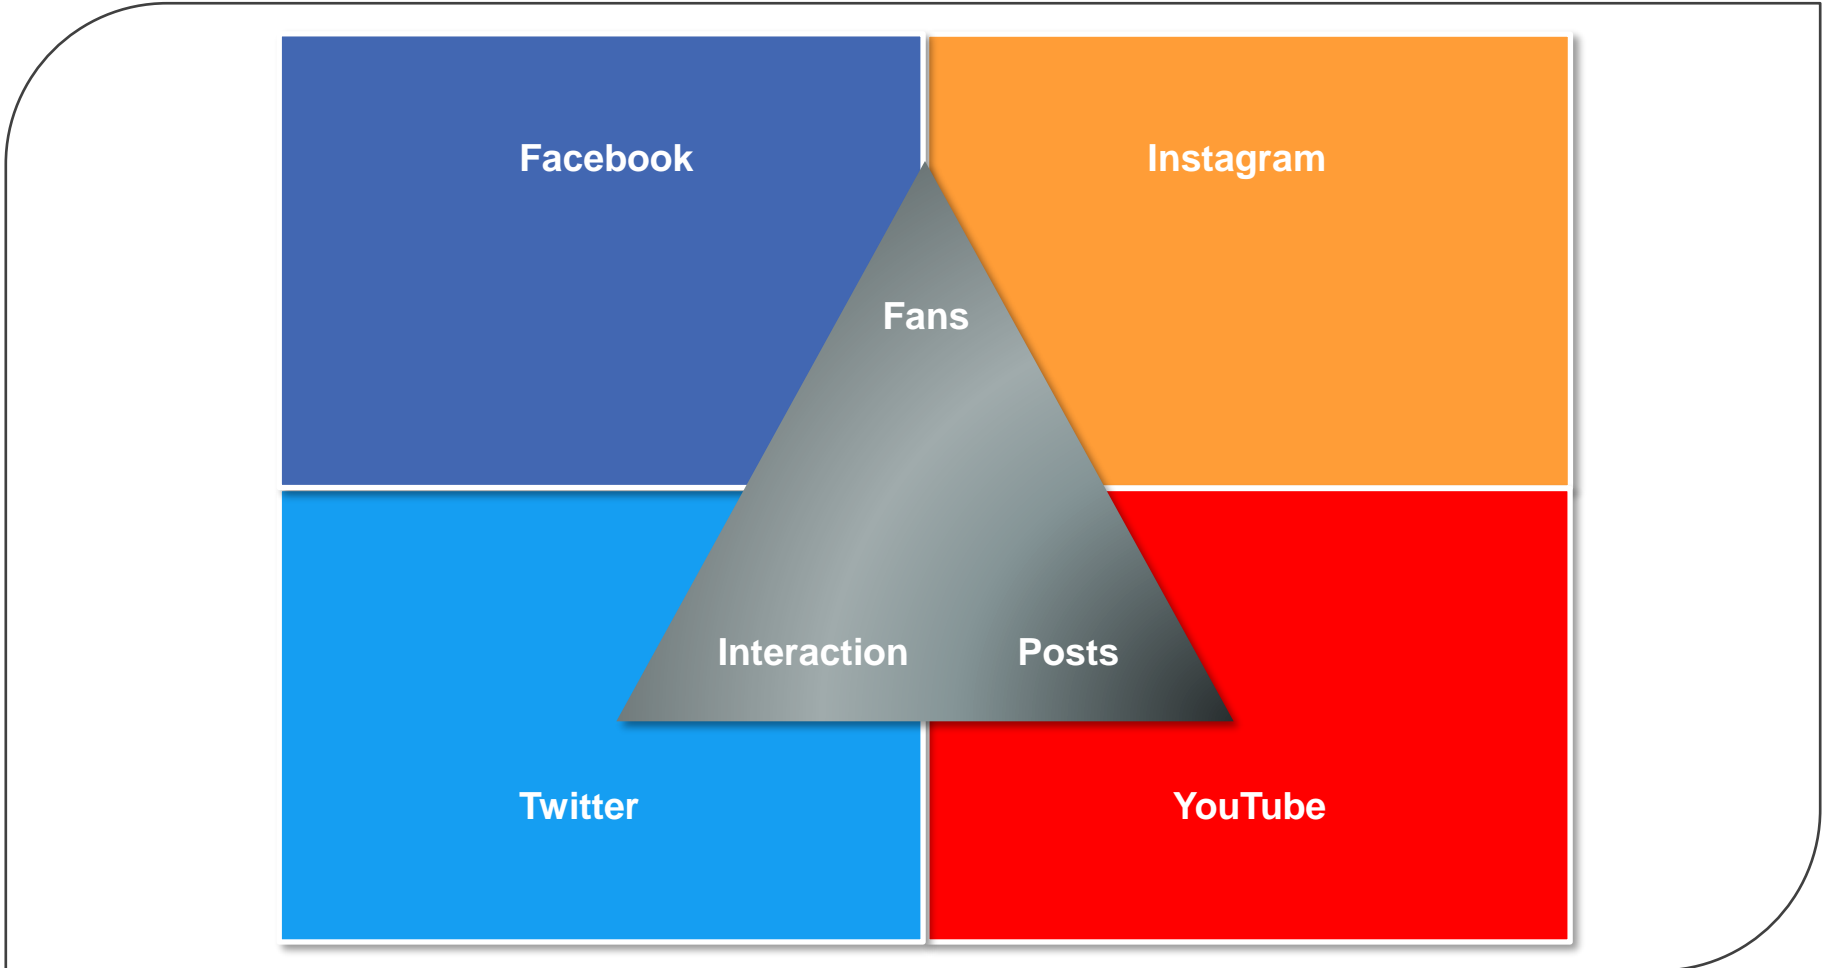 Facebook
Instagram
Fans
Interaction
Posts
Twitter
YouTube